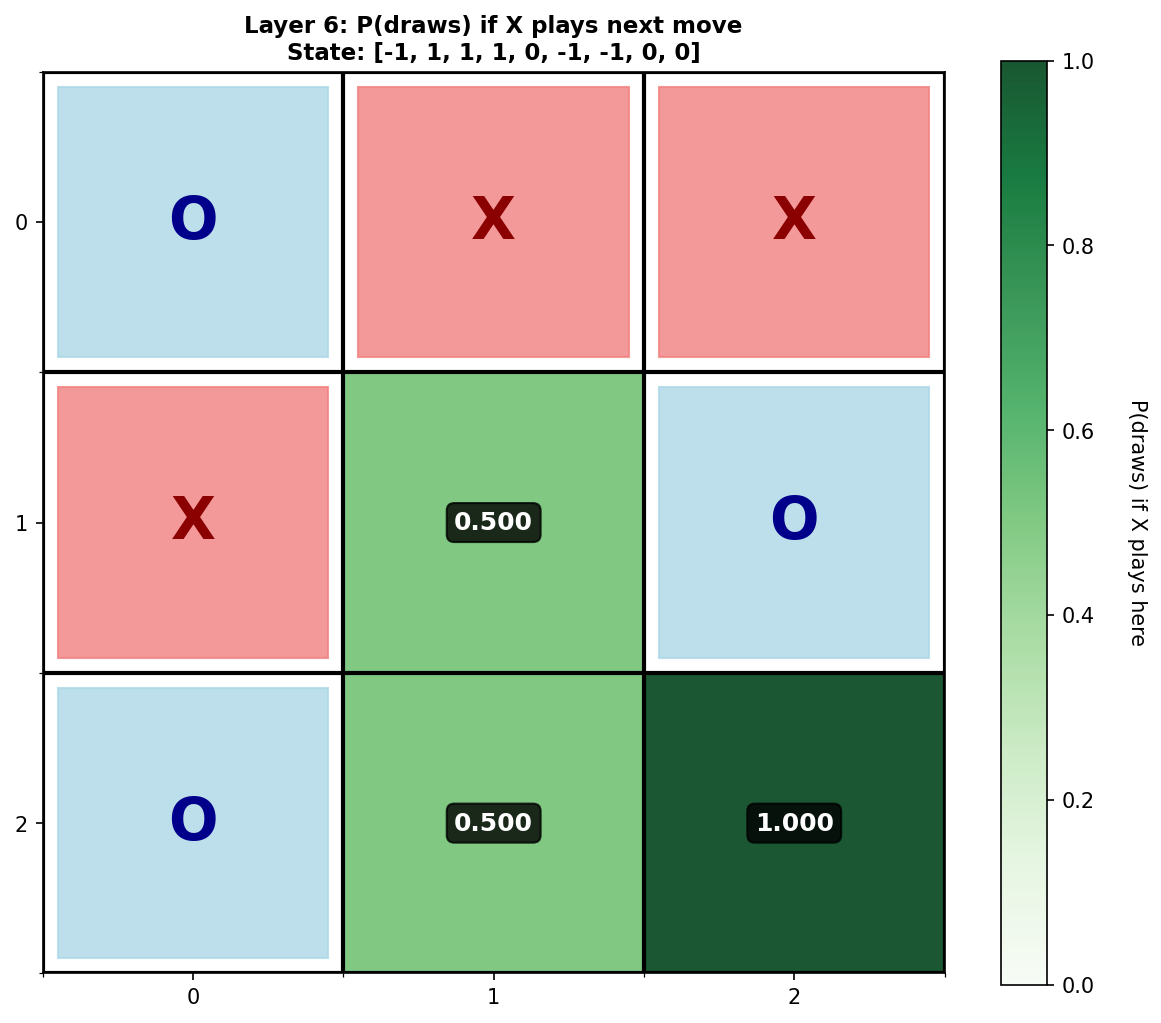 Layer 6: P(draws) if X plays next move
State: [-1, 1, 1, 1, 0, -1, -1, 0, 0]
O X X
X 0.500 O
O 0.500 1.000
0
1
2
0 1 2
1.0
0.8
0.6
0.4
0.2
0.0
P(draws) if X plays here